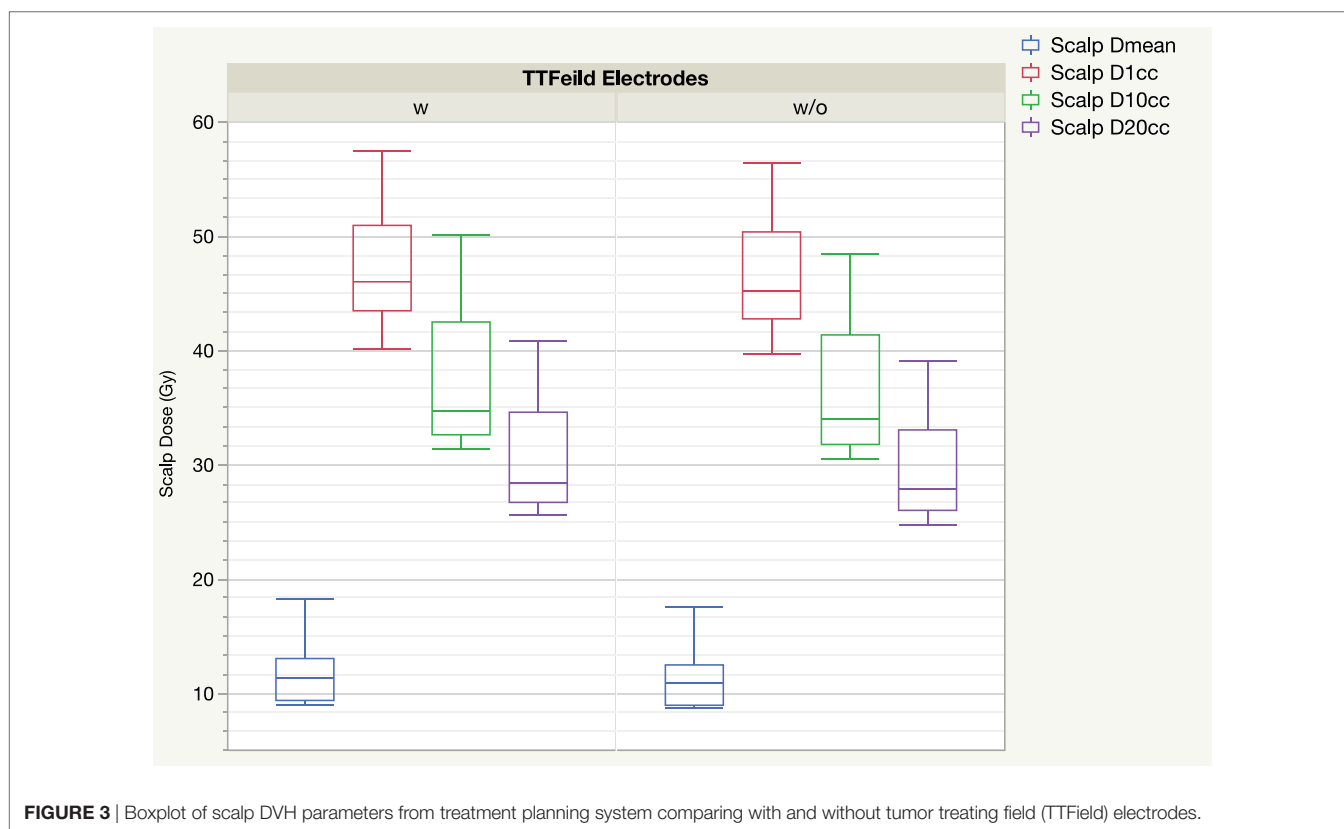 Scalp Dmean
Scalp D1cc
Scalp D10cc
Scalp D20cc
TTFeild Electrodes
w w/o
60
50
40
30
20
10
Scalp Dose (Gy)
FIGURE 3 | Boxplot of scalp DVH parameters from treatment planning system comparing with and without tumor treating field (TTField) electrodes.